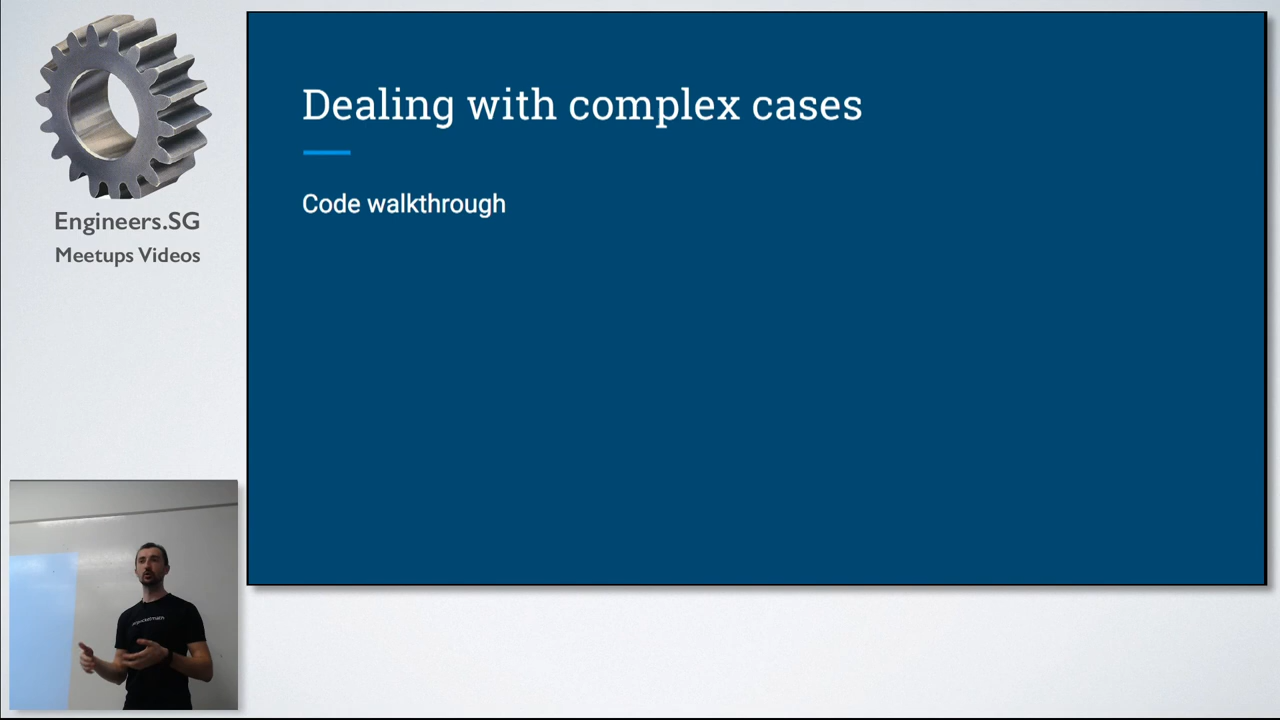 Engineers.SG
Meetups Videos
Dealing with complex cases
Code walkthrough